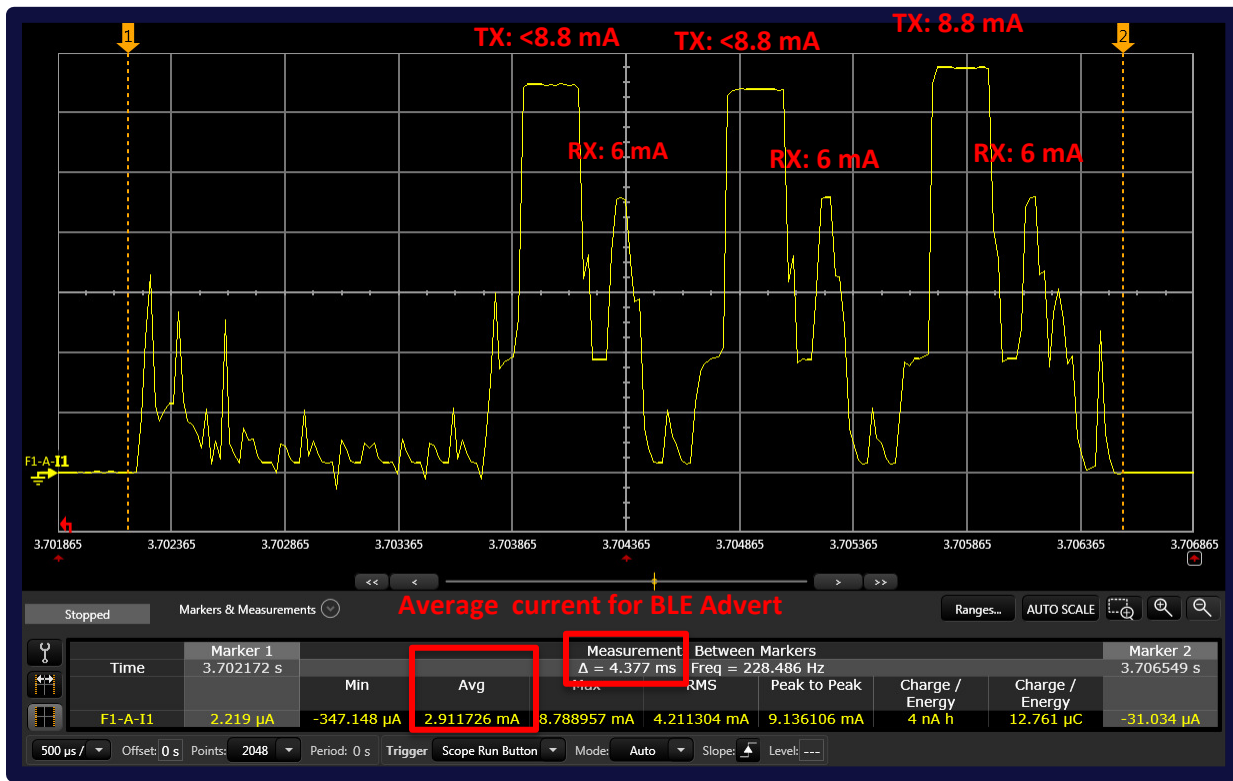 TX: <8.8 mA
TX: <8.8 mA
TX: 8.8 mA
1
2
RX: 6 mA
RX: 6 mA
RX: 6 mA
F1-A-I1
3.701865
3.702365
3.702865
3.703365
3.703865
3.704365
3.704865
3.705365
3.705865
3.706365
3.706865
<< < > >>
Stopped
Markers & Measurements
Average current for BLE Advert
Ranges...
AUTO SCALE
Marker 1
Measurement Between Markers
Marker 2
Time
3.702172 s
Δ = 4.377 ms
Freq = 228.486 Hz
3.706549 s
Min
Avg
Max
RMS
Peak to Peak
Charge / Energy
Charge / Energy
F1-A-I1
2.219 µA
-347.148 µA
2.911726 mA
8.788957 mA
4.211304 mA
9.136106 mA
4 nA h
12.761 µC
-31.034 µA
500 µs /
Offset: 0 s
Points: 2048
Period: 0 s
Trigger
Scope Run Button
Mode: Auto
Slope:
Level: ---